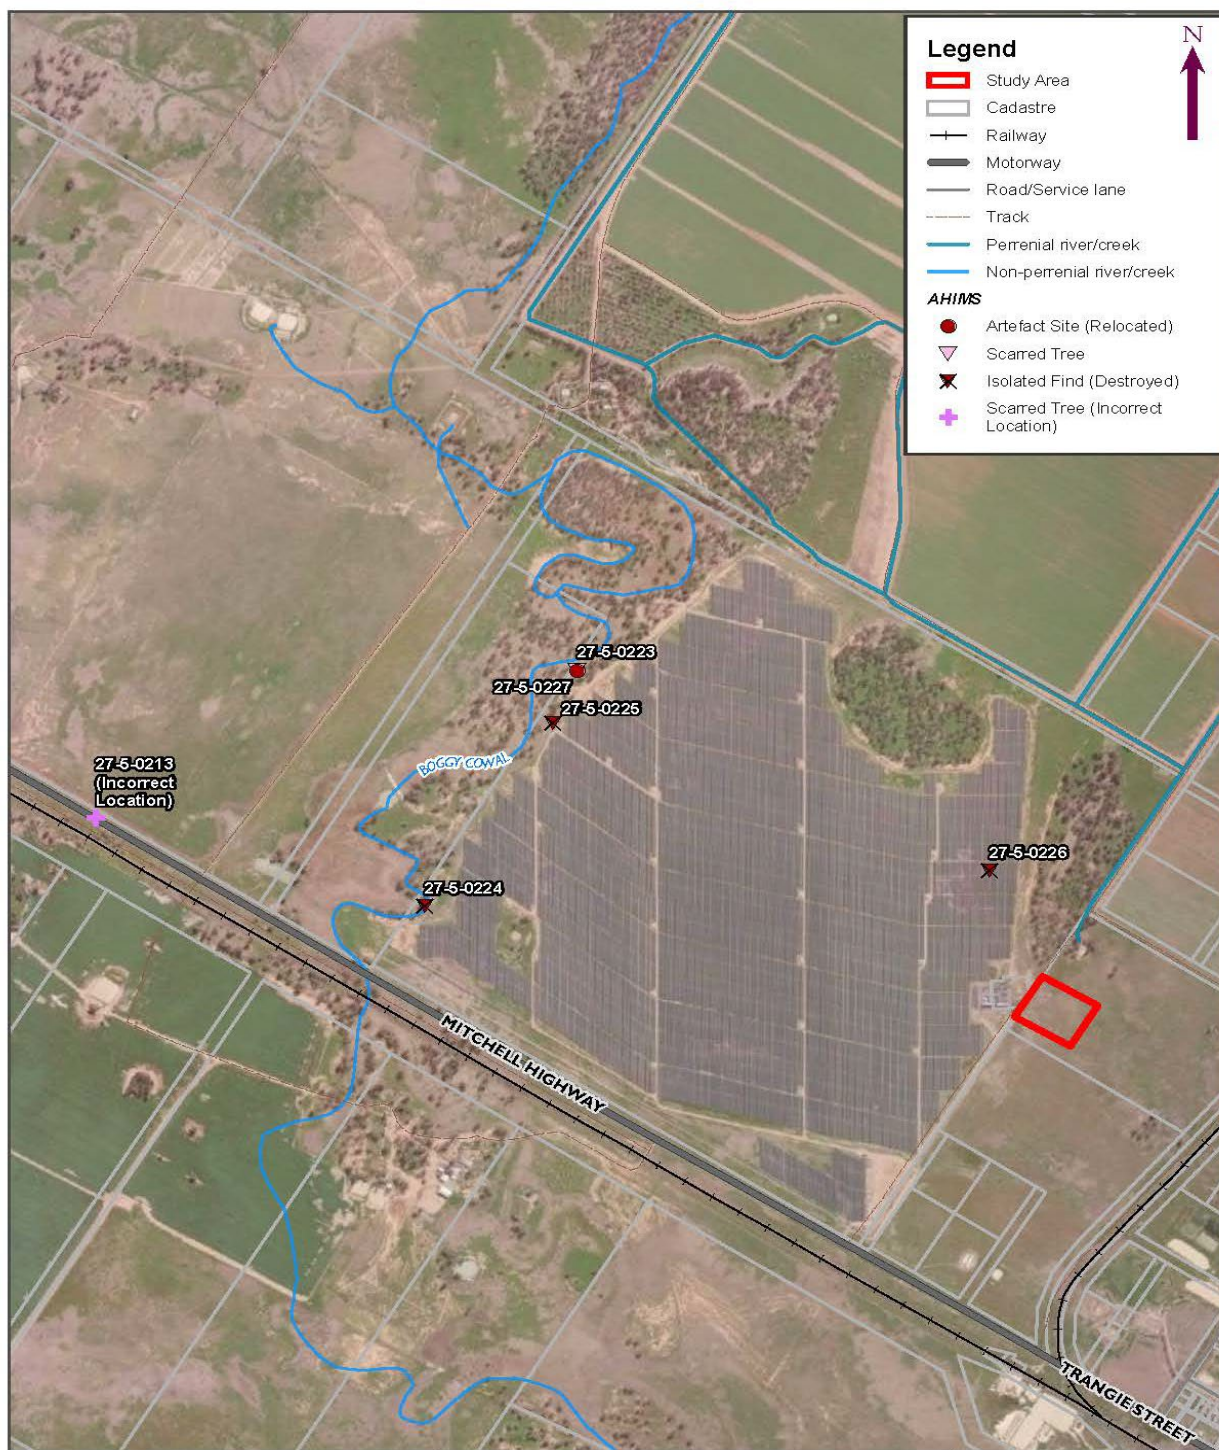 Legend
N
Study Area
Cadastre
Railway
Motorway
Road/Service lane
Track
Perrenial river/creek
Non-perrenial river/creek
AHIMS
Artefact Site (Relocated)
Scarred Tree
Isolated Find (Destroyed)
Scarred Tree (Incorrect
Location)
27-5-0223
27-5-0227
27-5-0225
BOGGY COWAL
27-5-0213
(Incorrect
Location)
27-5-0226
27-5-0224
MITCHELL HIGHWAY
TRANGIE STREET